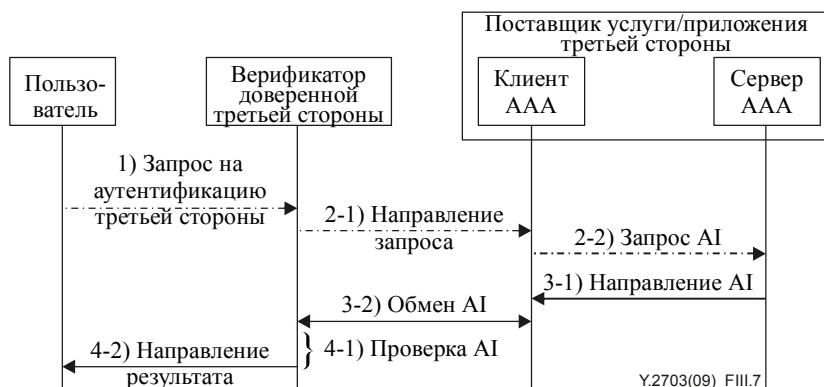 Поставщик услуги/приложения
третьей стороны
Пользо-
ватель
Верификатор
доверенной
третьей стороны
Клиент
AAA
Сервер
AAA
1) Запрос на
аутентификацию
третьей стороны
2-1) Направление
запроса
2-2) Запрос AI
3-1) Направление AI
3-2) Обмен AI
4-1) Проверка AI
4-2) Направление
результата
Y.2703(09)_FIII.7